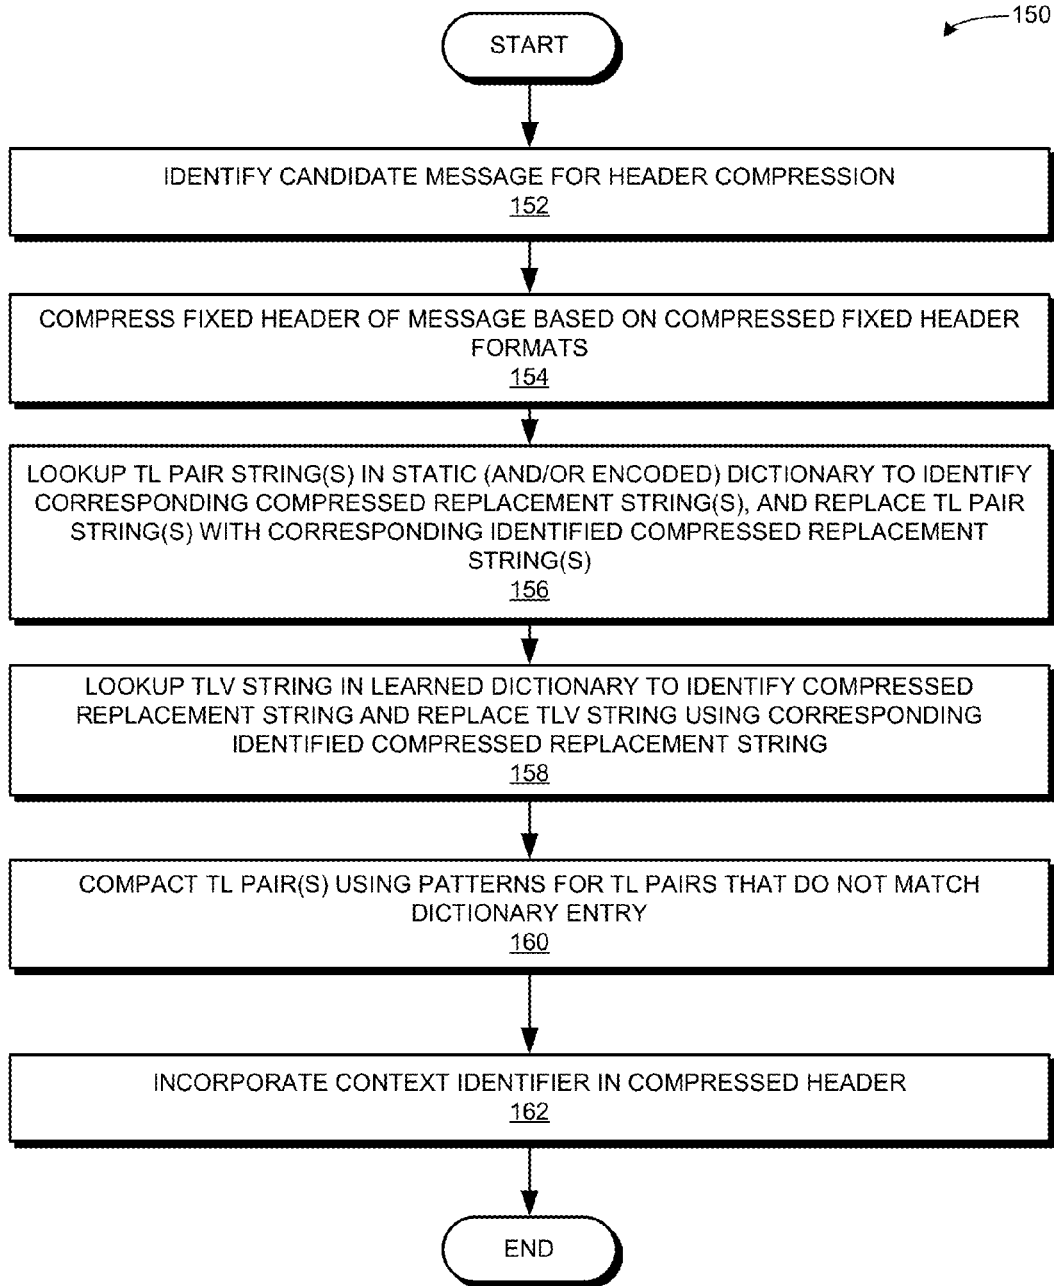 150
START
IDENTIFY CANDIDATE MESSAGE FOR HEADER COMPRESSION
152
COMPRESS FIXED HEADER OF MESSAGE BASED ON COMPRESSED FIXED HEADER
FORMATS
154
LOOKUP TL PAIR STRING(S) IN STATIC (AND/OR ENCODED) DICTIONARY TO IDENTIFY
CORRESPONDING COMPRESSED REPLACEMENT STRING(S), AND REPLACE TL PAIR
STRING(S) WITH CORRESPONDING IDENTIFIED COMPRESSED REPLACEMENT
STRING(S)
156
LOOKUP TLV STRING IN LEARNED DICTIONARY TO IDENTIFY COMPRESSED
REPLACEMENT STRING AND REPLACE TLV STRING USING CORRESPONDING
IDENTIFIED COMPRESSED REPLACEMENT STRING
158
COMPACT TL PAIR(S) USING PATTERNS FOR TL PAIRS THAT DO NOT MATCH
DICTIONARY ENTRY
160
INCORPORATE CONTEXT IDENTIFIER IN COMPRESSED HEADER
162
END